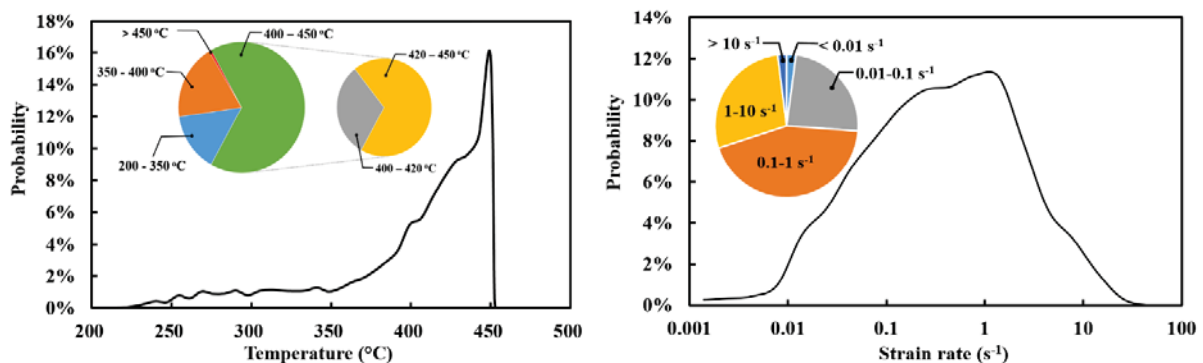 18%
16%
14%
12%
10%
8%
6%
4%
2%
0%
Probability
> 450 °C
400 – 450 °C
350 - 400 °C
200 - 350 °C
420 - 450 °C
400 – 420 °C
200
250
300
350
400
450
500
Temperature (°C)
14%
12%
10%
8%
6%
4%
2%
0%
Probability
> 10 s⁻¹
< 0.01 s⁻¹
0.01-0.1 s⁻¹
1-10 s⁻¹
0.1-1 s⁻¹
0.001
0.01
0.1
1
10
100
Strain rate (s⁻¹)